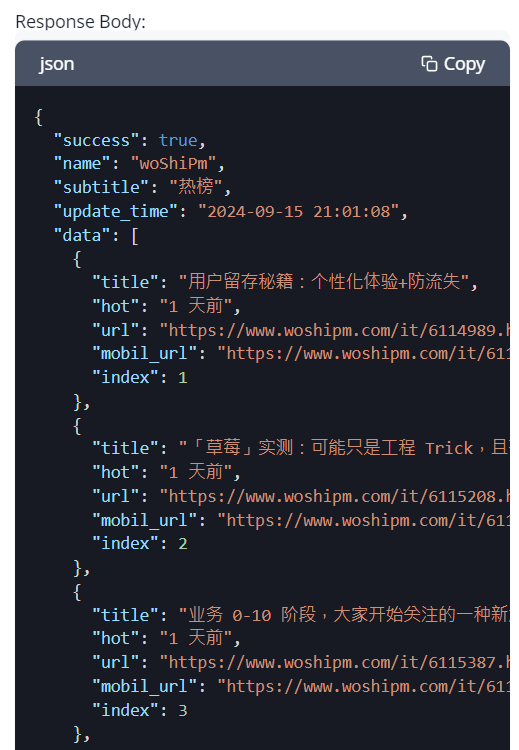 Response Body:
json
Copy
{
"success": true,
"name": "woShiPm",
"subtitle": "热榜",
"update_time": "2024-09-15 21:01:08",
"data": [
{
"title": "用户留存秘籍：个性化体验+防流失",
"hot": "1 天前",
"url": "https://www.woshipm.com/it/6114989.h
"mobil_url": "https://www.woshipm.com/it/611
"index": 1
},
{
"title": "「草莓」实测：可能只是工程 Trick，且
"hot": "1 天前",
"url": "https://www.woshipm.com/it/6115208.h
"mobil_url": "https://www.woshipm.com/it/611
"index": 2
},
{
"title": "业务 0-10 阶段，大家开始关注的一种新
"hot": "1 天前",
"url": "https://www.woshipm.com/it/6115387.h
"mobil_url": "https://www.woshipm.com/it/611
"index": 3
},